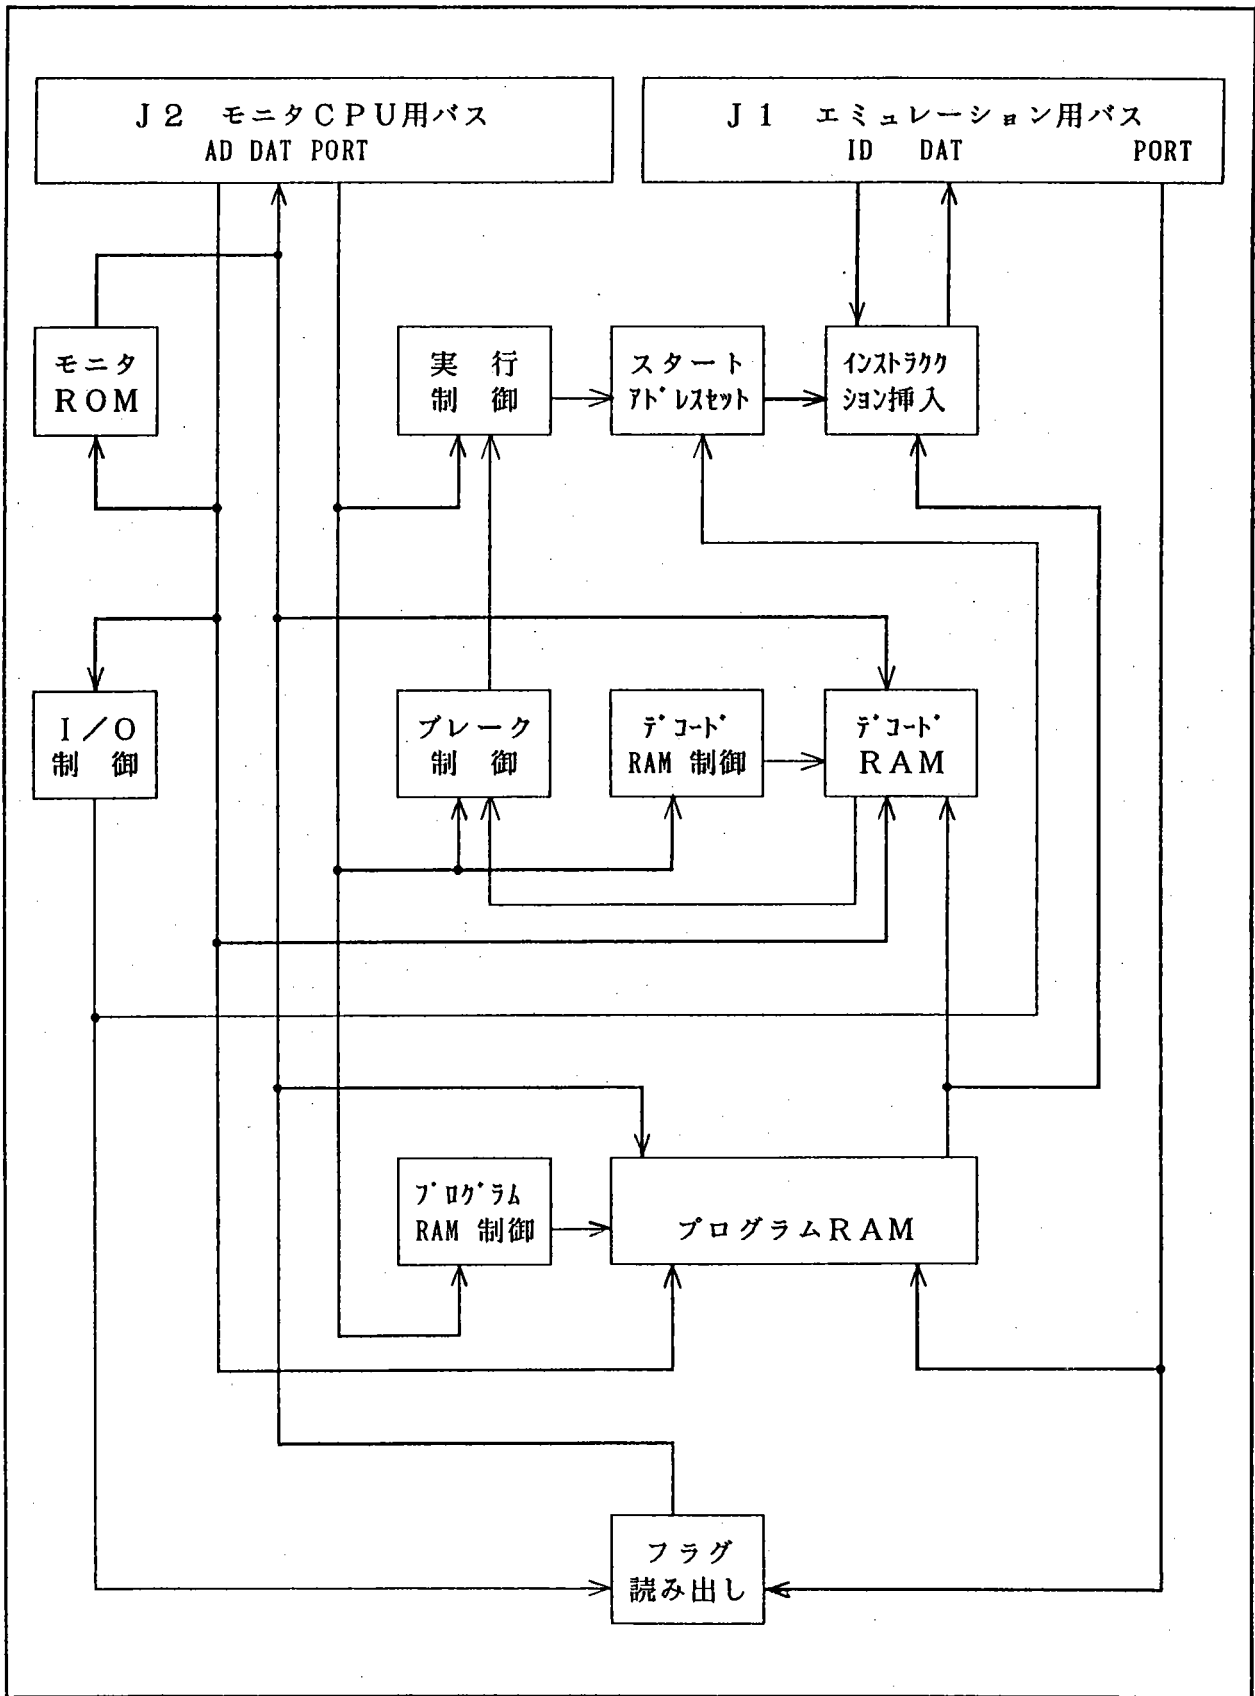 J2 モニタCPU用バス
AD DAT PORT
J1 エミュレーション用バス
ID DAT PORT
モニタ
ROM
実 行
制 御
スタート
ｱﾄﾞﾚｽｾｯﾄ
ｲﾝｽﾄﾗｸｸ
ｼｮﾝ挿入
I/O
制 御
ブレーク
制 御
ﾃﾞｺｰﾄﾞ
RAM 制御
ﾃﾞｺｰﾄﾞ
RAM
ﾌﾟﾛｸﾞﾗﾑ
RAM 制御
プログラムRAM
フラグ
読み出し